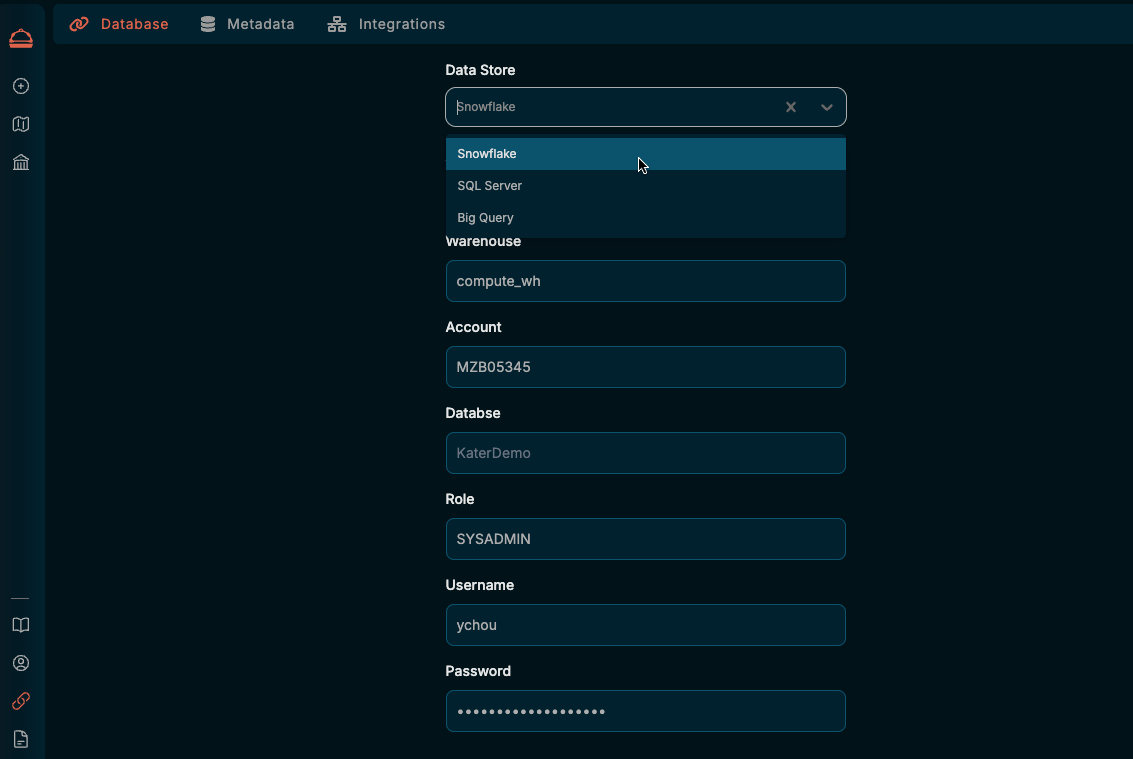 Database Metadata Integrations
Data Store
Snowflake
Snowflake
SQL Server
Big Query
Warehouse
compute_wh
Account
MZB05345
Databse
KaterDemo
Role
SYSADMIN
Username
ychou
Password
•••••••••••••••••••